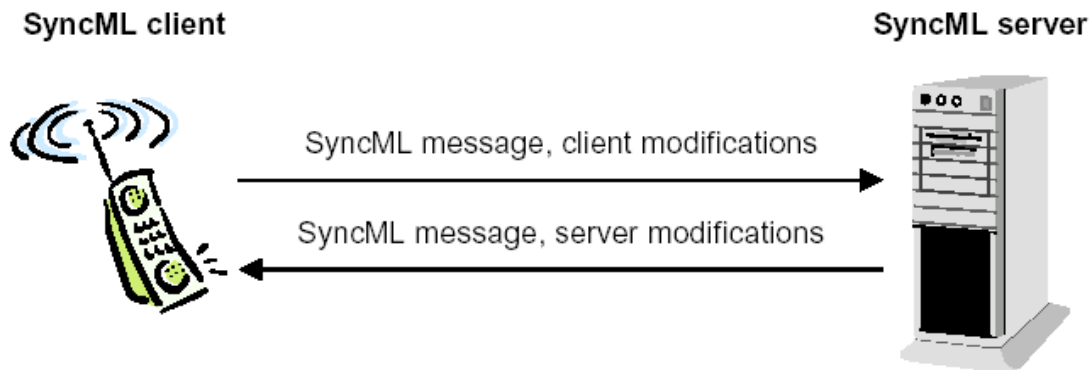 SyncML client
SyncML server
SyncML message, client modifications
SyncML message, server modifications